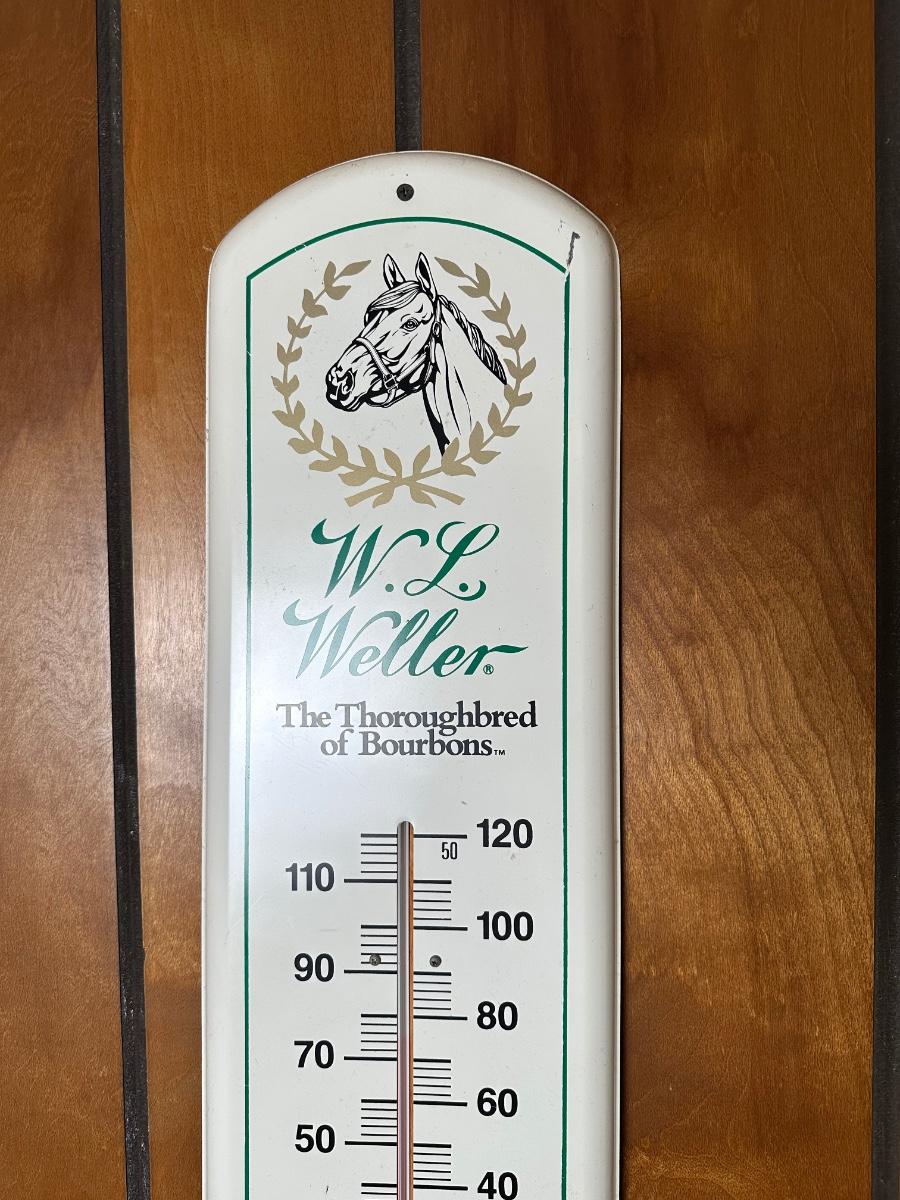 W. L.
Weller®
The Thoroughbred
of Bourbons™
120
50
110
100
90
80
70
60
50
40